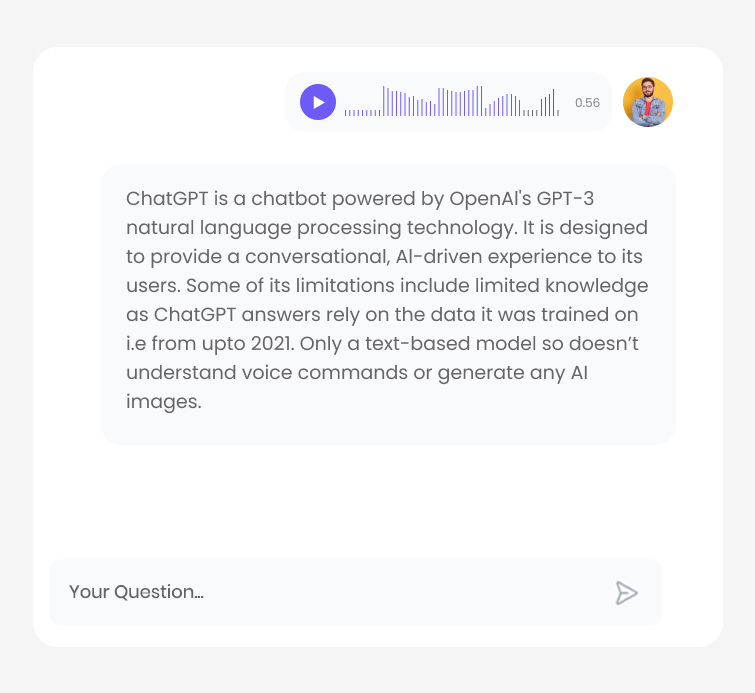 0.56
ChatGPT is a chatbot powered by OpenAI's GPT-3
natural language processing technology. It is designed
to provide a conversational, AI-driven experience to its
users. Some of its limitations include limited knowledge
as ChatGPT answers rely on the data it was trained on
i.e from upto 2021. Only a text-based model so doesn’t
understand voice commands or generate any AI
images.
Your Question...